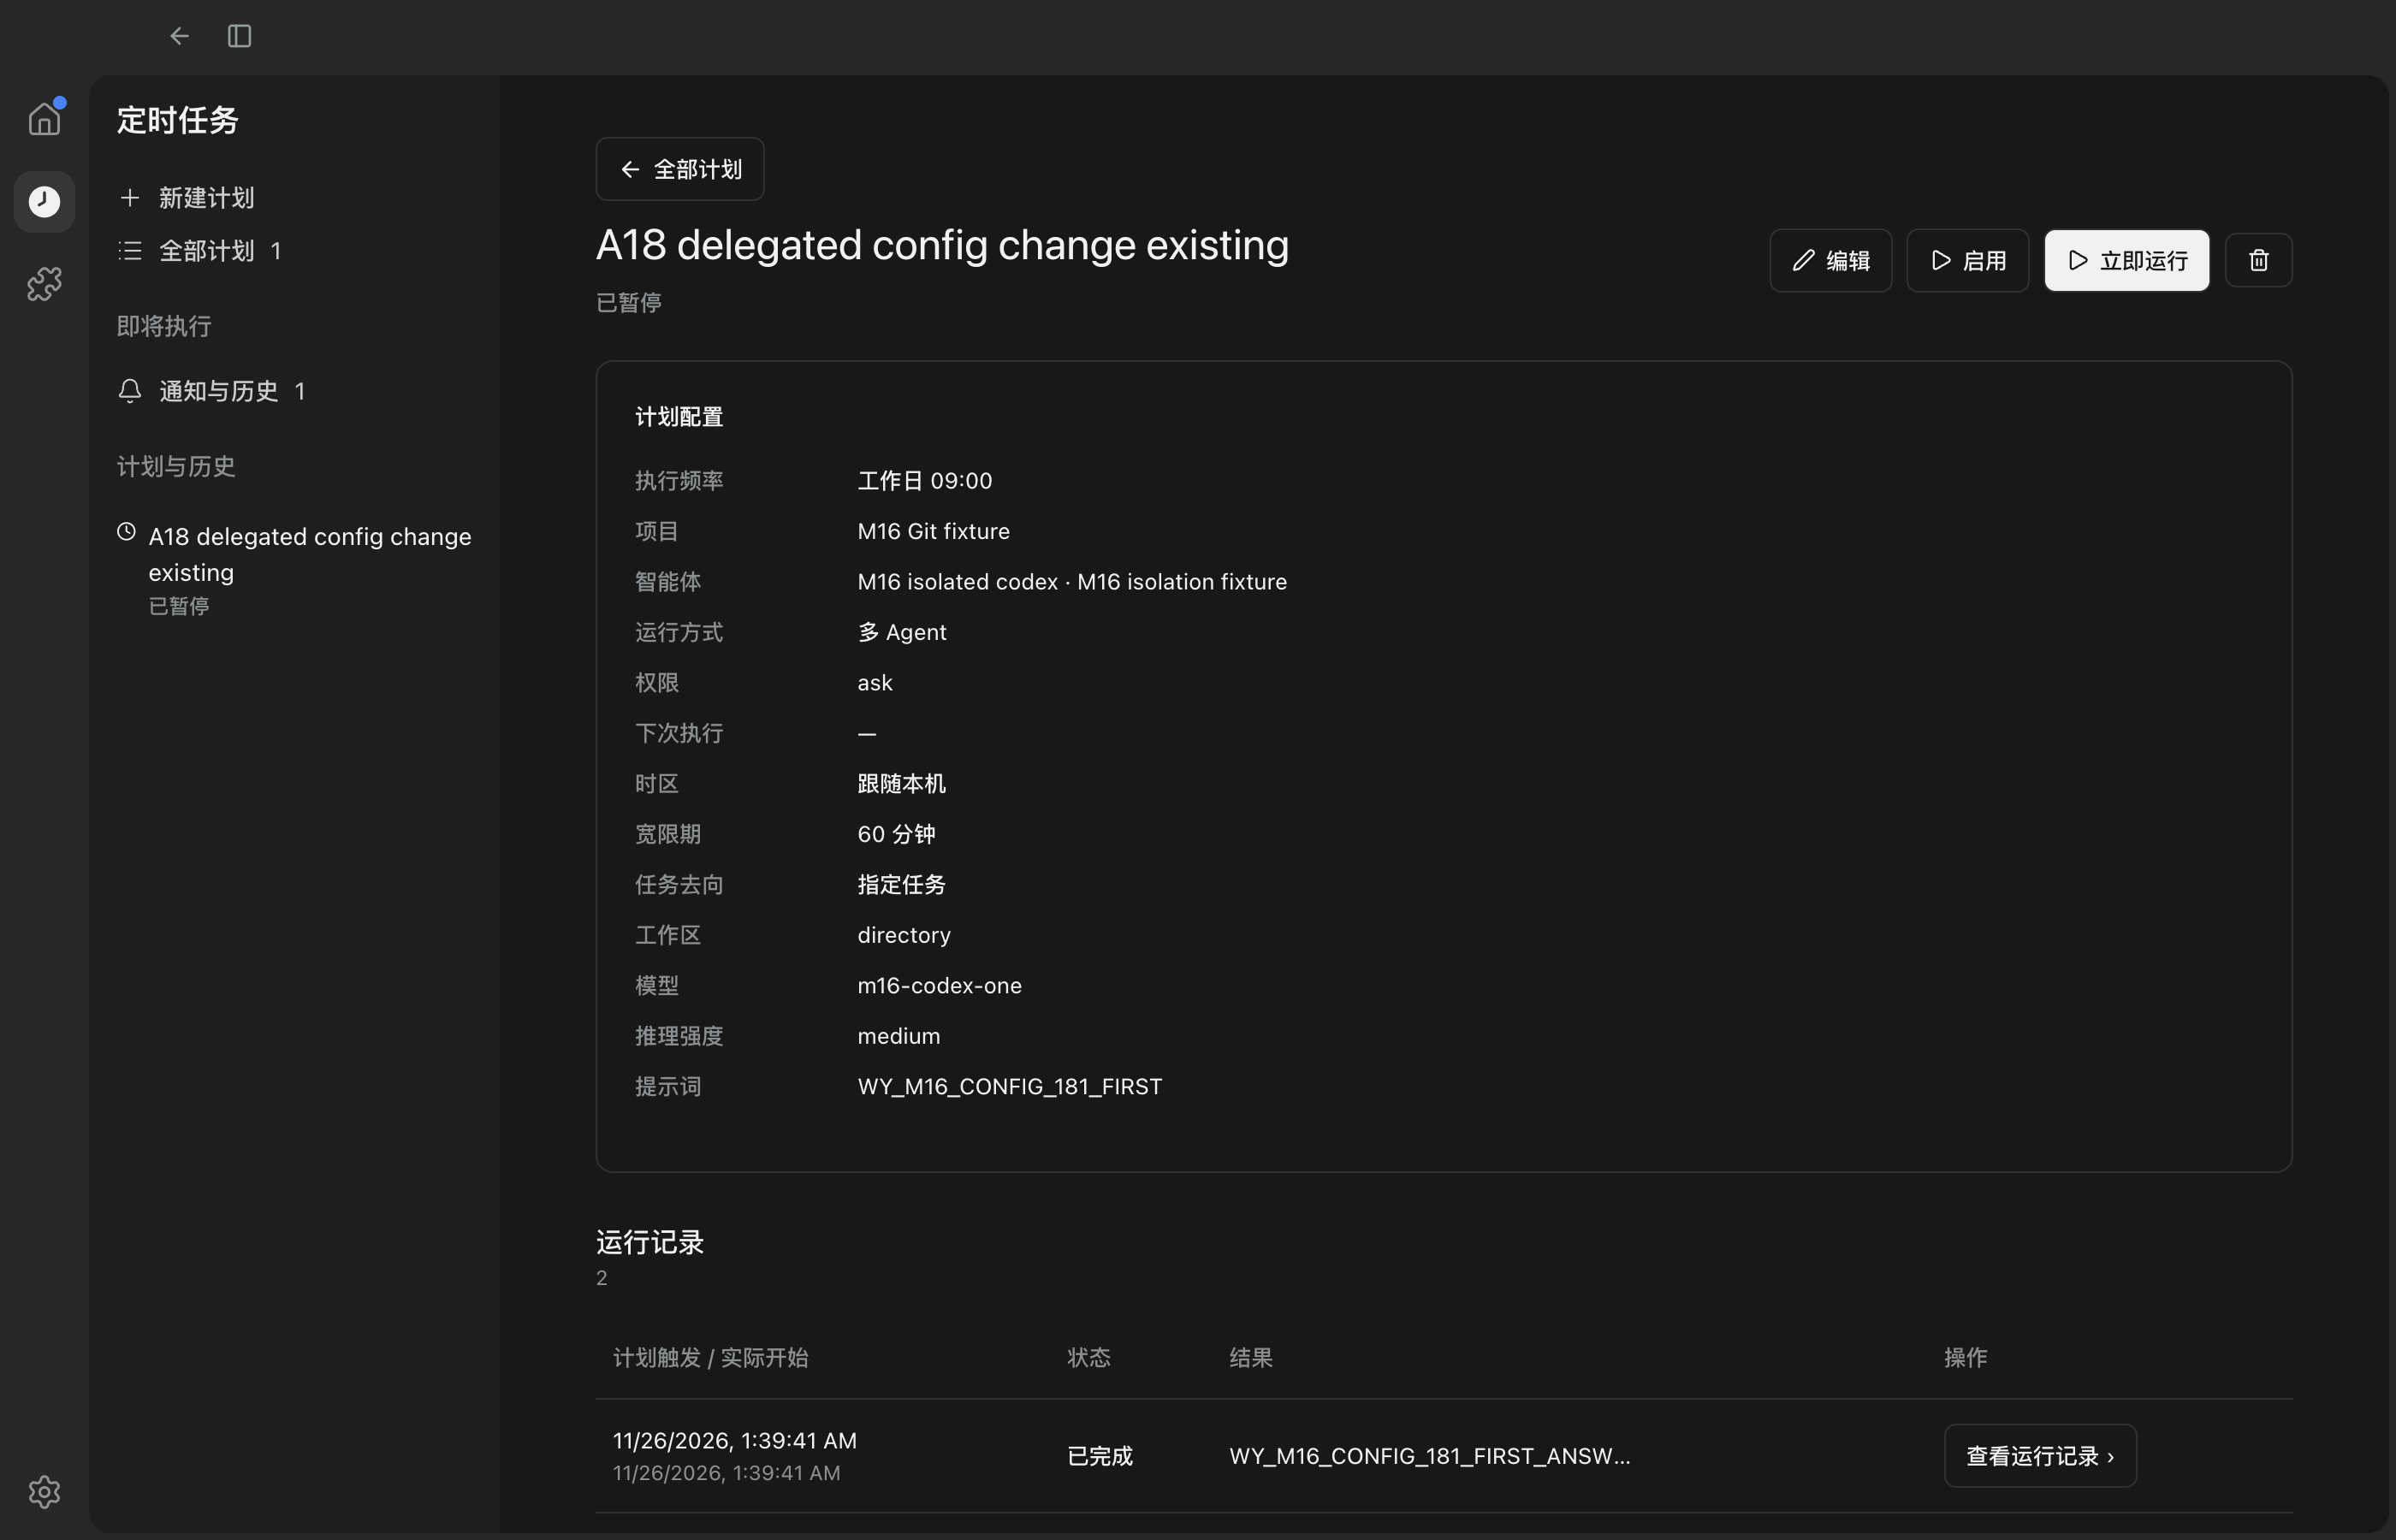 定时任务
新建计划
全部计划 1
即将执行
通知与历史 1
计划与历史
A18 delegated config change
existing
已暂停
全部计划
A18 delegated config change existing
已暂停
编辑
启用
立即运行
计划配置
执行频率 工作日 09:00
项目 M16 Git fixture
智能体 M16 isolated codex · M16 isolation fixture
运行方式 多 Agent
权限 ask
下次执行 —
时区 跟随本机
宽限期 60 分钟
任务去向 指定任务
工作区 directory
模型 m16-codex-one
推理强度 medium
提示词 WY_M16_CONFIG_181_FIRST
运行记录
2
计划触发 / 实际开始 状态 结果 操作
11/26/2026, 1:39:41 AM
11/26/2026, 1:39:41 AM
已完成
WY_M16_CONFIG_181_FIRST_ANSW...
查看运行记录 ›